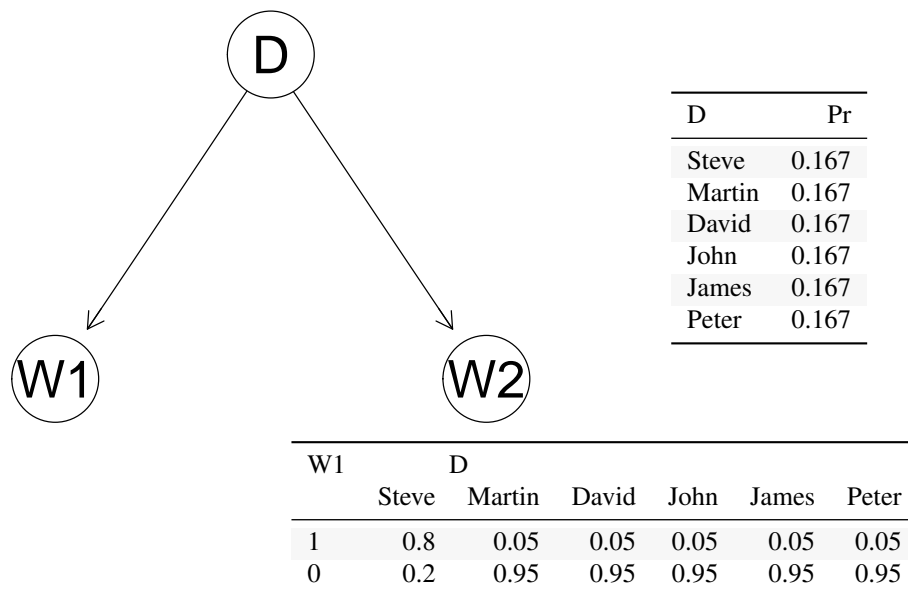 D
D Pr
Steve 0.167
Martin 0.167
David 0.167
John 0.167
James 0.167
Peter 0.167
W1 W2
W1 D
Steve Martin David John James Peter
1 0.8 0.05 0.05 0.05 0.05 0.05
0 0.2 0.95 0.95 0.95 0.95 0.95